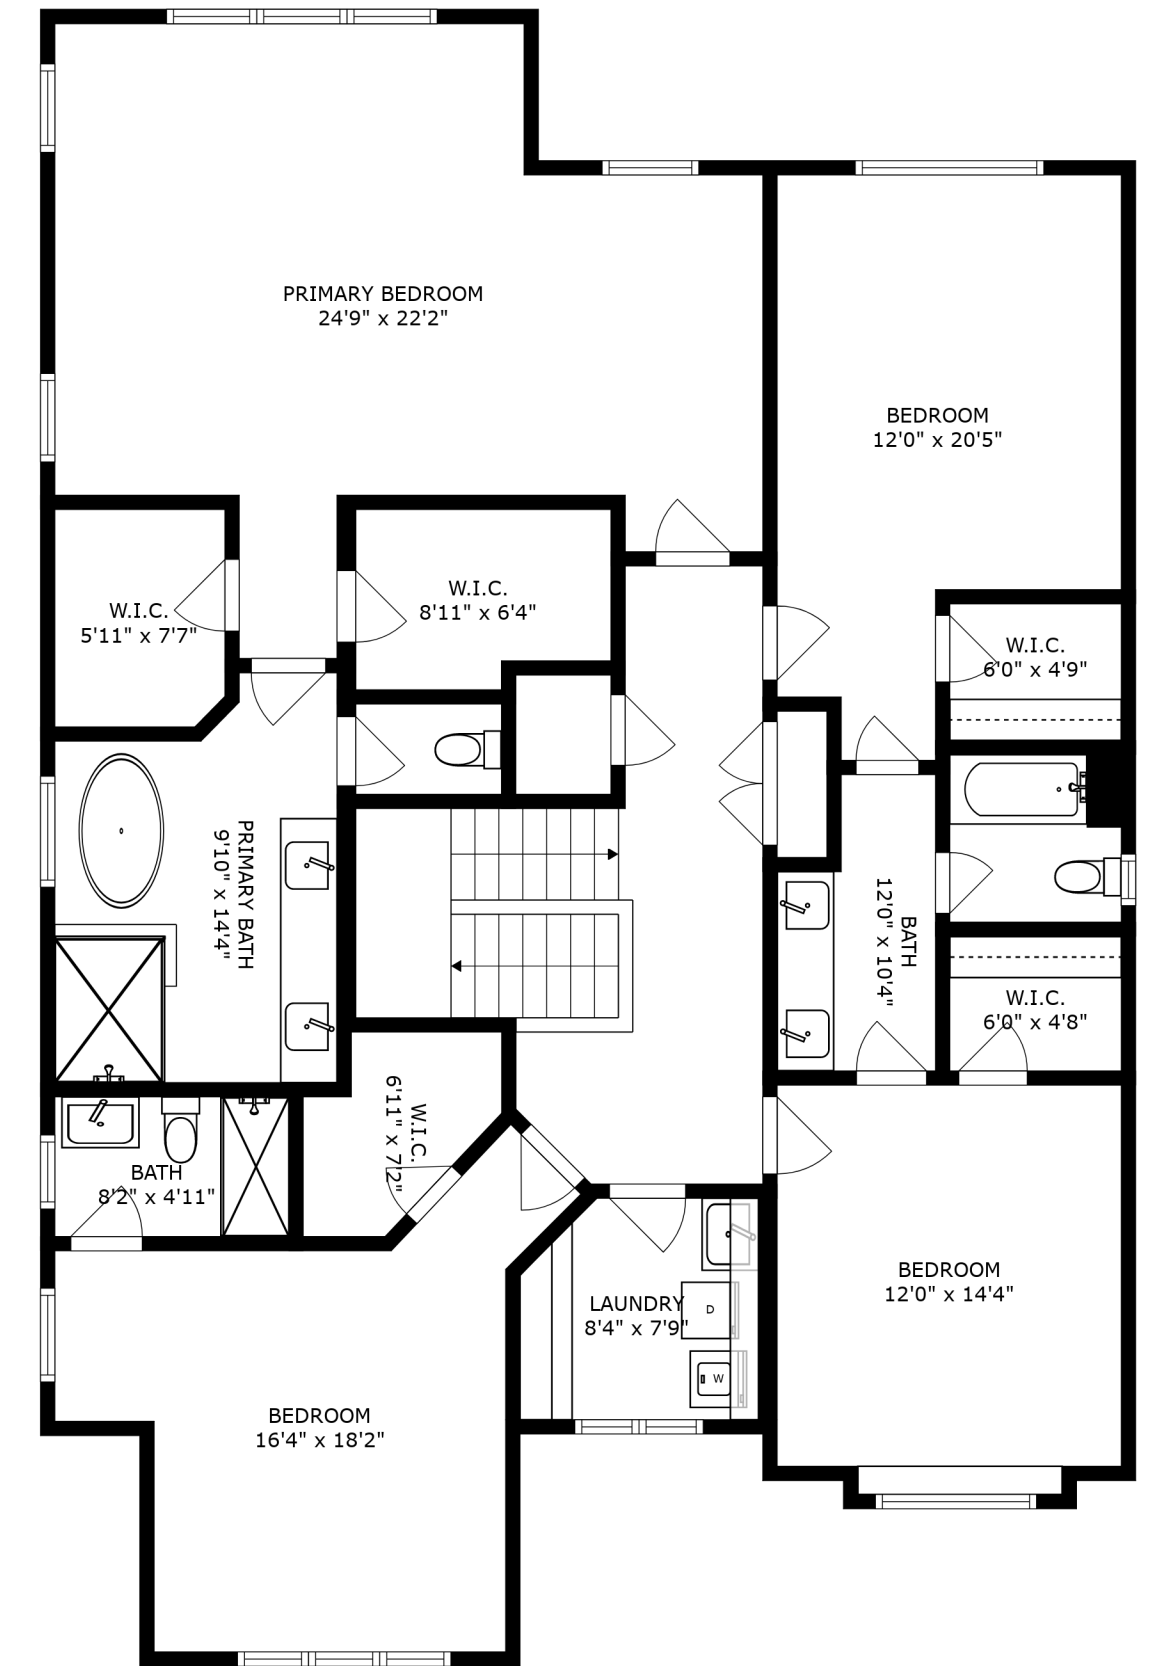 PRIMARY BEDROOM
24'9" x 22'2"
BEDROOM
12'0" x 20'5"
W.I.C.
5'11" x 7'7"
W.I.C.
8'11" x 6'4"
W.I.C.
6'0" x 4'9"
PRIMARY BATH
9'10" x 14'4"
BATH
12'0" x 10'4"
W.I.C.
6'0" x 4'8"
W.I.C.
6'11" x 7'2"
BATH
8'2" x 4'11"
BEDROOM
12'0" x 14'4"
LAUNDRY
8'4" x 7'9"
D
W
BEDROOM
16'4" x 18'2"